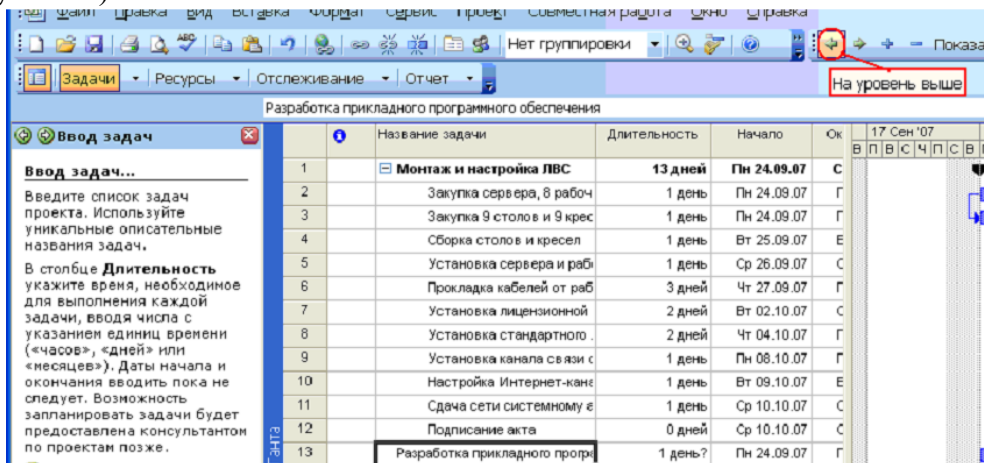 Файл Правка Вид Вставка Формат Сервис Проект Совместная работа Окно Справка
Нет группировки Показа
На уровень выше
Задачи Ресурсы Отслеживание Отчет
Разработка прикладного программного обеспечения
Ввод задач
Название задачи Длительность Начало Ок 17 Сен '07
В П В С Ч П С В
Ввод задач...
Введите список задач
проекта. Используйте
уникальные описательные
названия задач.
В столбце Длительность
укажите время, необходимое
для выполнения каждой
задачи, вводя числа с
указанием единиц времени
(«часов», «дней» или
«месяцев»). Даты начала и
окончания вводить пока не
следует. Возможность
запланировать задачи будет
предоставлена консультантом
по проектам позже.
1 Монтаж и настройка ЛВС 13 дней Пн 24.09.07 С
2 Закупка сервера, 8 рабоч 1 день Пн 24.09.07
3 Закупка 9 столов и 9 крес 1 день Пн 24.09.07
4 Сборка столов и кресел 1 день Вт 25.09.07
5 Установка сервера и раб 1 день Ср 26.09.07
6 Прокладка кабелей от раб 3 дней Чт 27.09.07
7 Установка лицензионной 2 дней Вт 02.10.07
8 Установка стандартного 2 дней Чт 04.10.07
9 Установка канала связи с 1 день Пн 08.10.07
10 Настройка Интернет-кана 1 день Вт 09.10.07
11 Сдача сети системному а 1 день Ср 10.10.07
12 Подписание акта 0 дней Ср 10.10.07
13 Разработка прикладного прогр 1 день? Пн 24.09.07
Ганта